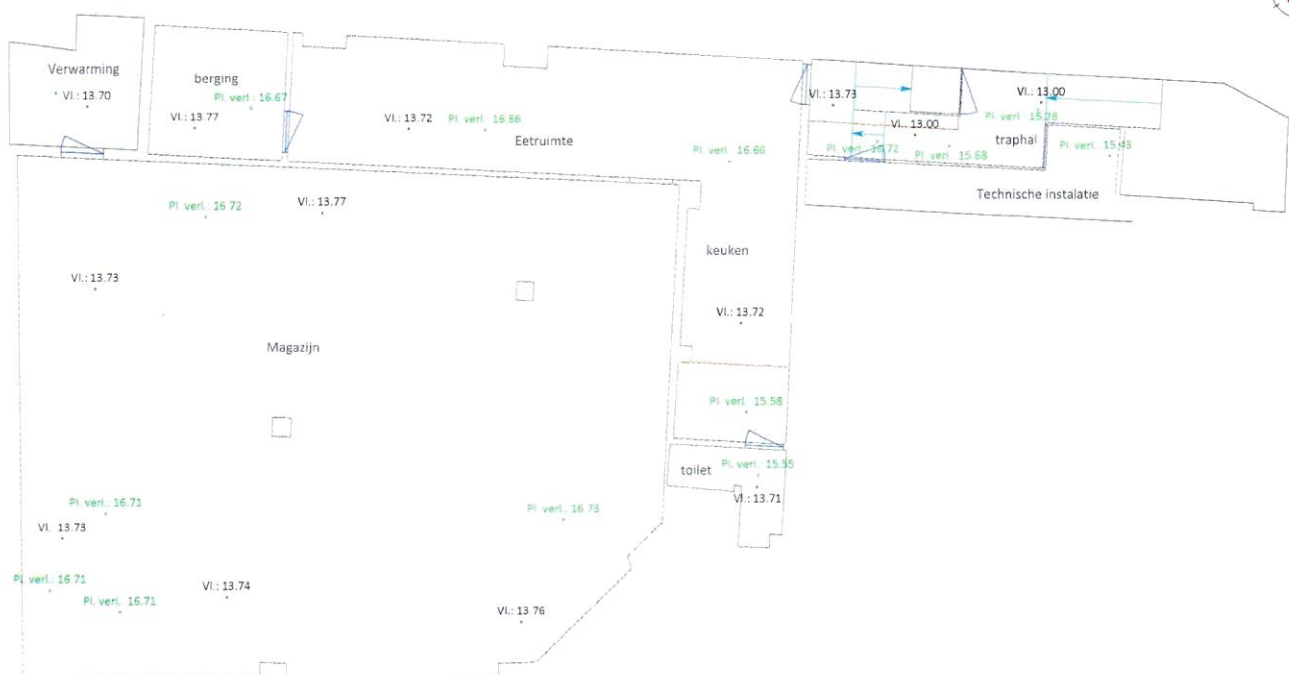 Verwarming
Vl.: 13.70
berging
Pl. verl.: 16.67
Vl.: 13.77
Vl.: 13.72
Pl. verl. 16.66
Eetruimte
Pl. verl. 16.66
Vl.: 13.73
Vl.: 13.00
Vl.: 13.00
Pl. verl 15.28
traphal
Pl. verl. 16.72
Pl. verl.: 15.68
Pl. verl.: 15.43
Technische instalatie
Pl. verl.: 16.72
Vl.: 13.77
Vl.: 13.73
keuken
Vl.: 13.72
Magazijn
Pl. verl.: 15.58
toilet
Pl. verl.: 15.55
Vl.: 13.71
Pl. verl.: 16.71
Vl. 13.73
Pl. verl. 16.73
Pl. verl.: 16.71
Pl. verl.: 16.71
Vl.: 13.74
Vl.: 13 76